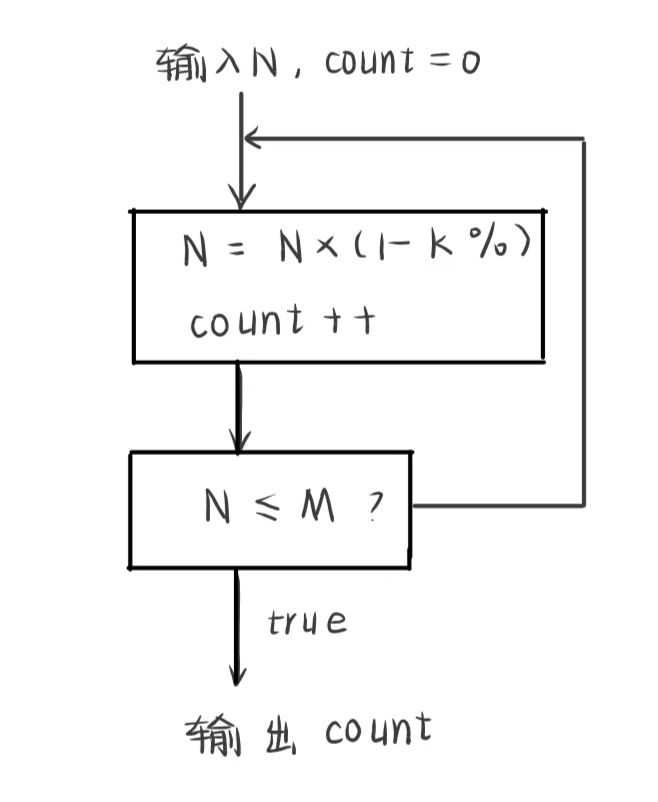 输入N, count = 0
N = N × (1 - k %)
count ++
N ≤ M ?
true
输出 count